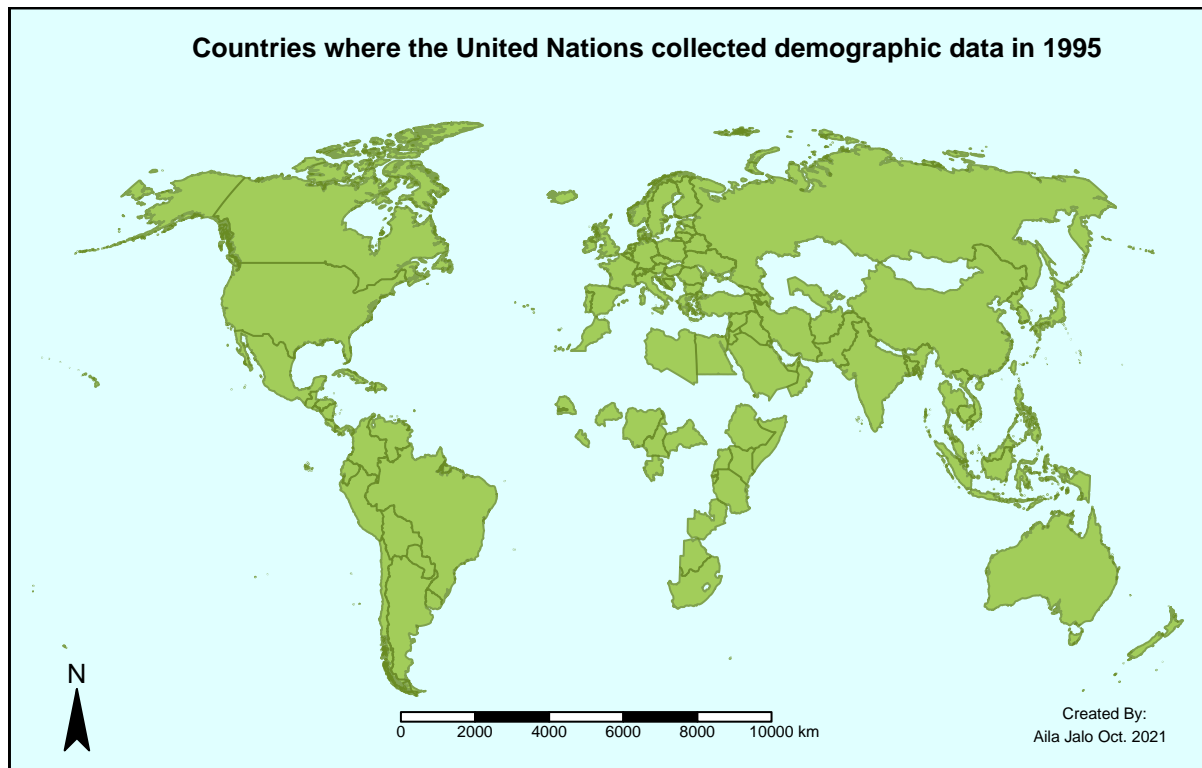 Countries where the United Nations collected demographic data in 1995
N
0 2000 4000 6000 8000 10000 km
Created By:
Aila Jalo Oct. 2021